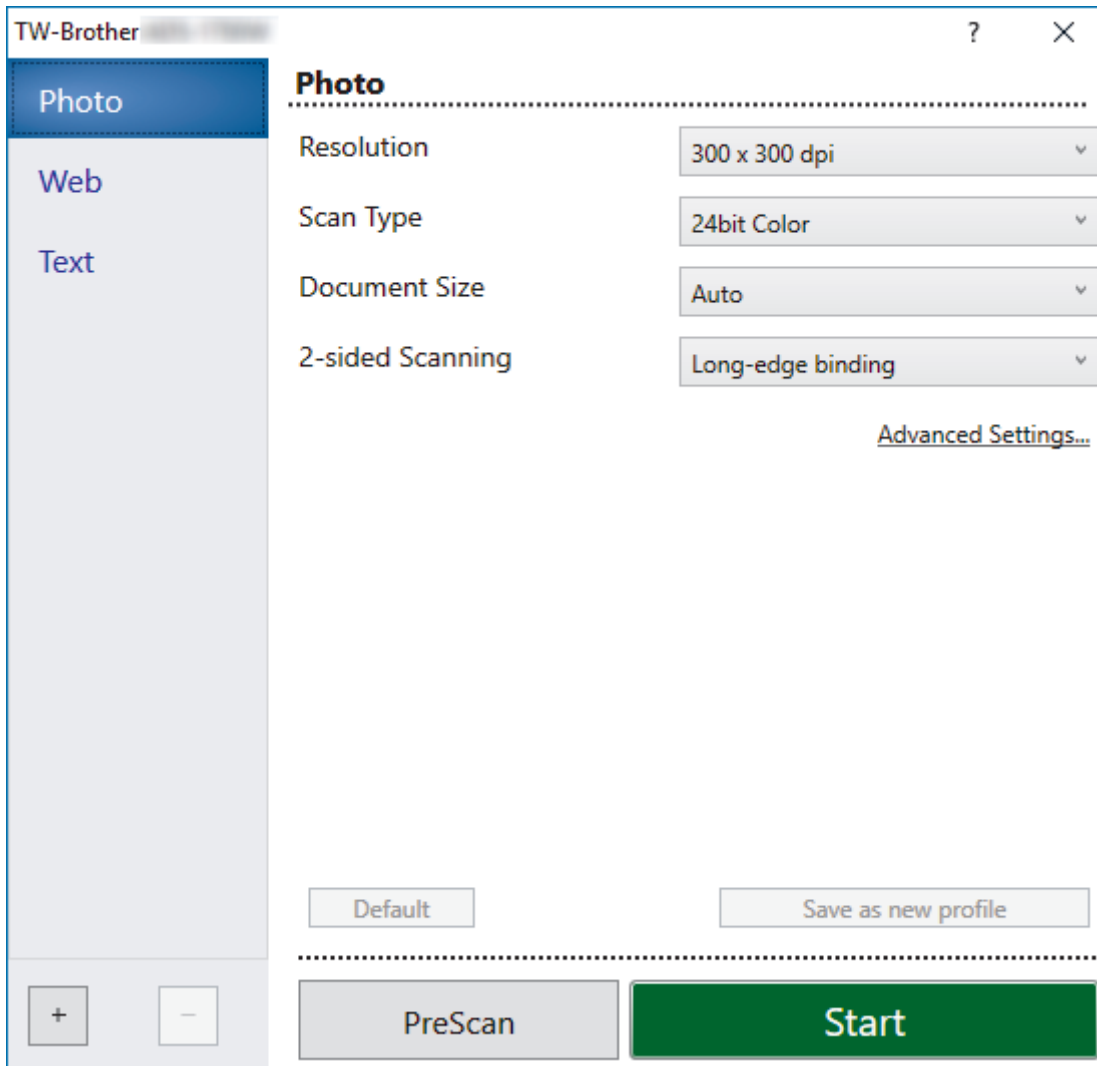 TW-Brother
?
Photo
Web
Text
Photo
Resolution
300 x 300 dpi
Scan Type
24bit Color
Document Size
Auto
2-sided Scanning
Long-edge binding
Advanced Settings...
Default
Save as new profile
+
−
PreScan
Start